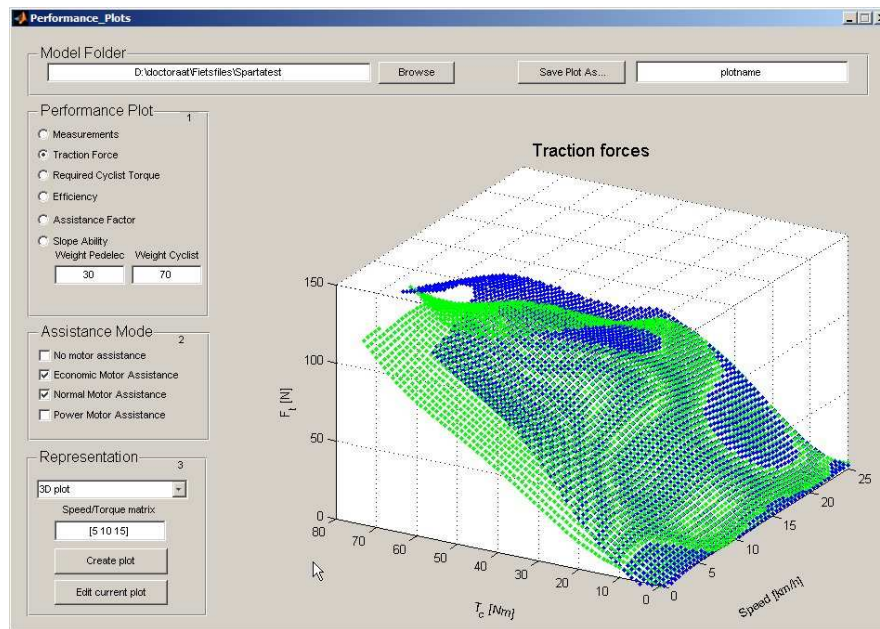 Performance_Plots
Model Folder
D:\doctoraat\Fietsfiles\Spartatest
Browse
Save Plot As...
plotname
Performance Plot
1
Measurements
Traction Force
Required Cyclist Torque
Efficiency
Assistance Factor
Slope Ability
Weight Pedelec Weight Cyclist
30 70
Assistance Mode
2
No motor assistance
Economic Motor Assistance
Normal Motor Assistance
Power Motor Assistance
Representation
3
3D plot
Speed/Torque matrix
[5 10 15]
Create plot
Edit current plot
Traction forces
150
100
50
0
F_t [N]
80 70 60 50 40 30 20 10 0
T_c [Nm]
0 5 10 15 20 25
Speed [km/h]